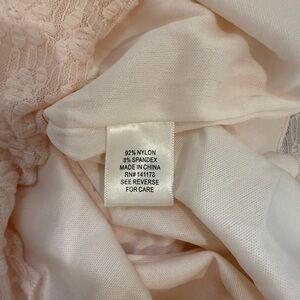 92% NYLON
8% SPANDEX
MADE IN CHINA
RN# 141178
SEE REVERSE
FOR CARE